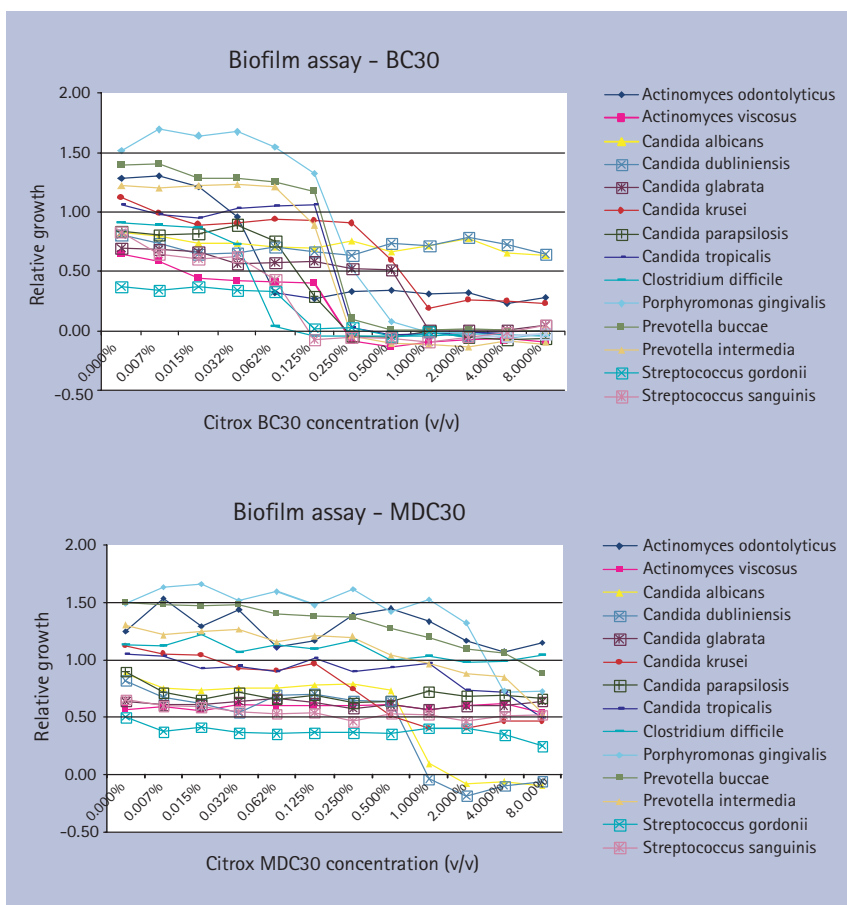 Biofilm assay - BC30
2.00
1.50
1.00
0.50
0.00
−0.50
Relative growth
0.000%
0.007%
0.015%
0.032%
0.062%
0.125%
0.250%
0.500%
1.000%
2.000%
4.000%
8.000%
Citrox BC30 concentration (v/v)
Actinomyces odontolyticus
Actinomyces viscosus
Candida albicans
Candida dubliniensis
Candida glabrata
Candida krusei
Candida parapsilosis
Candida tropicalis
Clostridium difficile
Porphyromonas gingivalis
Prevotella buccae
Prevotella intermedia
Streptococcus gordonii
Streptococcus sanguinis
Biofilm assay - MDC30
2.00
1.50
1.00
0.50
0.00
−0.50
Relative growth
0.000%
0.007%
0.015%
0.032%
0.062%
0.125%
0.250%
0.500%
1.000%
2.000%
4.000%
8.0 00%
Citrox MDC30 concentration (v/v)
Actinomyces odontolyticus
Actinomyces viscosus
Candida albicans
Candida dubliniensis
Candida glabrata
Candida krusei
Candida parapsilosis
Candida tropicalis
Clostridium difficile
Porphyromonas gingivalis
Prevotella buccae
Prevotella intermedia
Streptococcus gordonii
Streptococcus sanguinis